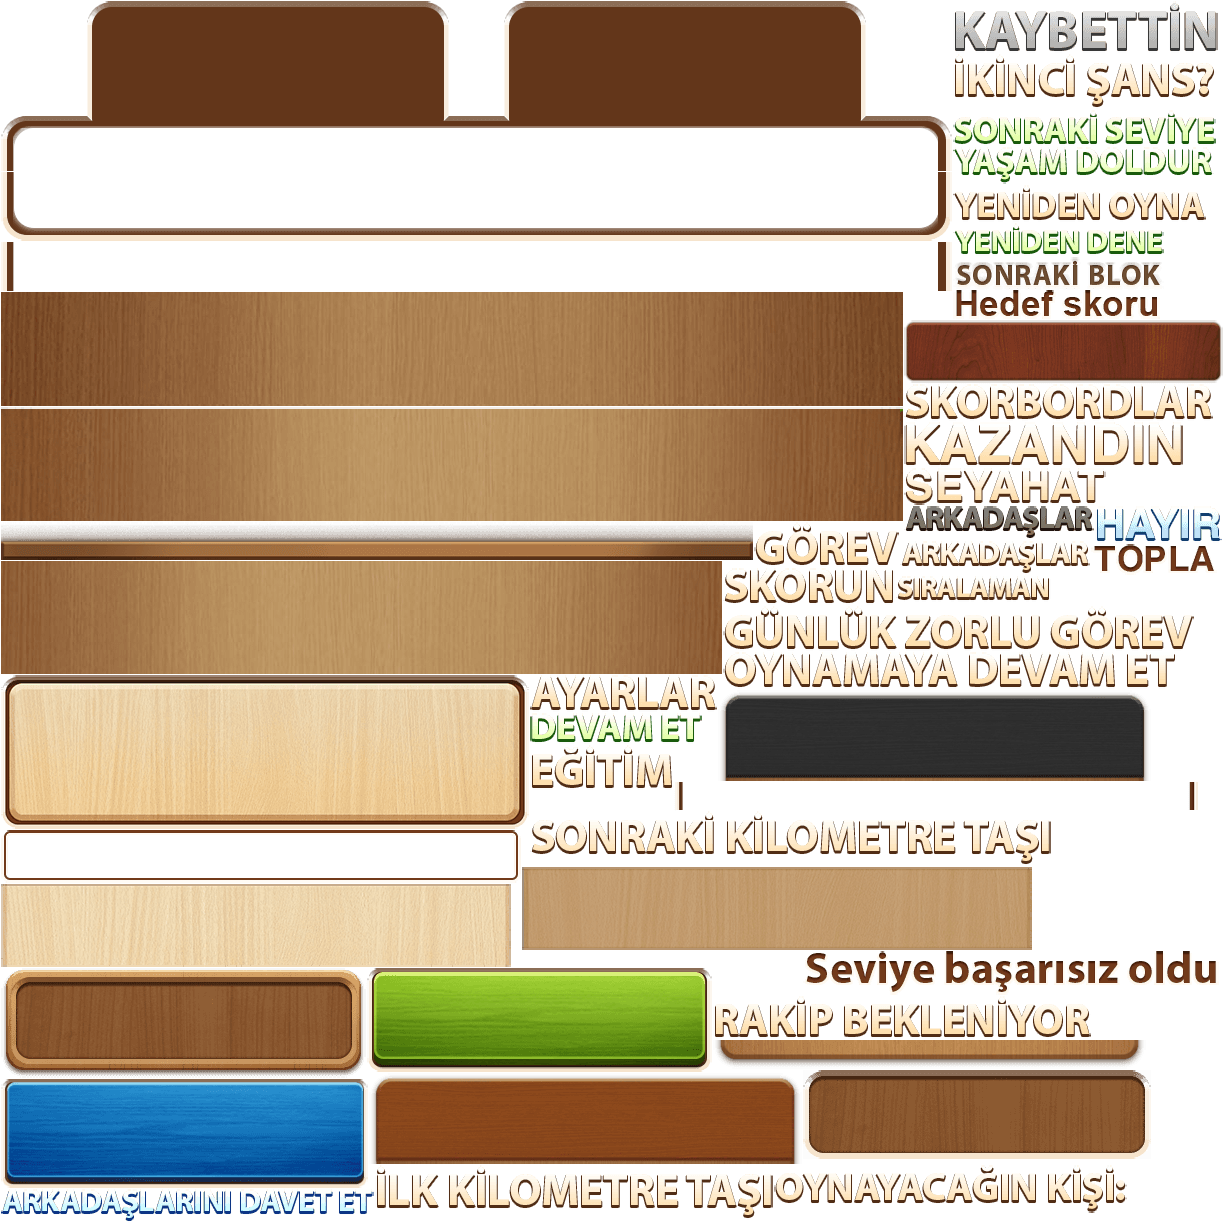 KAYBETTİN
İKİNCİ ŞANS?
SONRAKİ SEVİYE
YAŞAM DOLDUR
YENİDEN OYNA
YENİDEN DENE
SONRAKİ BLOK
Hedef skoru
SKORBORDLAR
KAZANDIN
SEYAHAT
ARKADAŞLAR
HAYIR
GÖREV
ARKADAŞLAR
TOPLA
SKORUN
SIRALAMAN
GÜNLÜK ZORLU GÖREV
OYNAMAYA DEVAM ET
AYARLAR
DEVAM ET
EĞİTİM
SONRAKİ KİLOMETRE TAŞI
Seviye başarısız oldu
RAKİP BEKLENİYOR
ARKADAŞLARINI DAVET ET
İLK KİLOMETRE TAŞI
OYNAYACAĞIN KİŞİ: